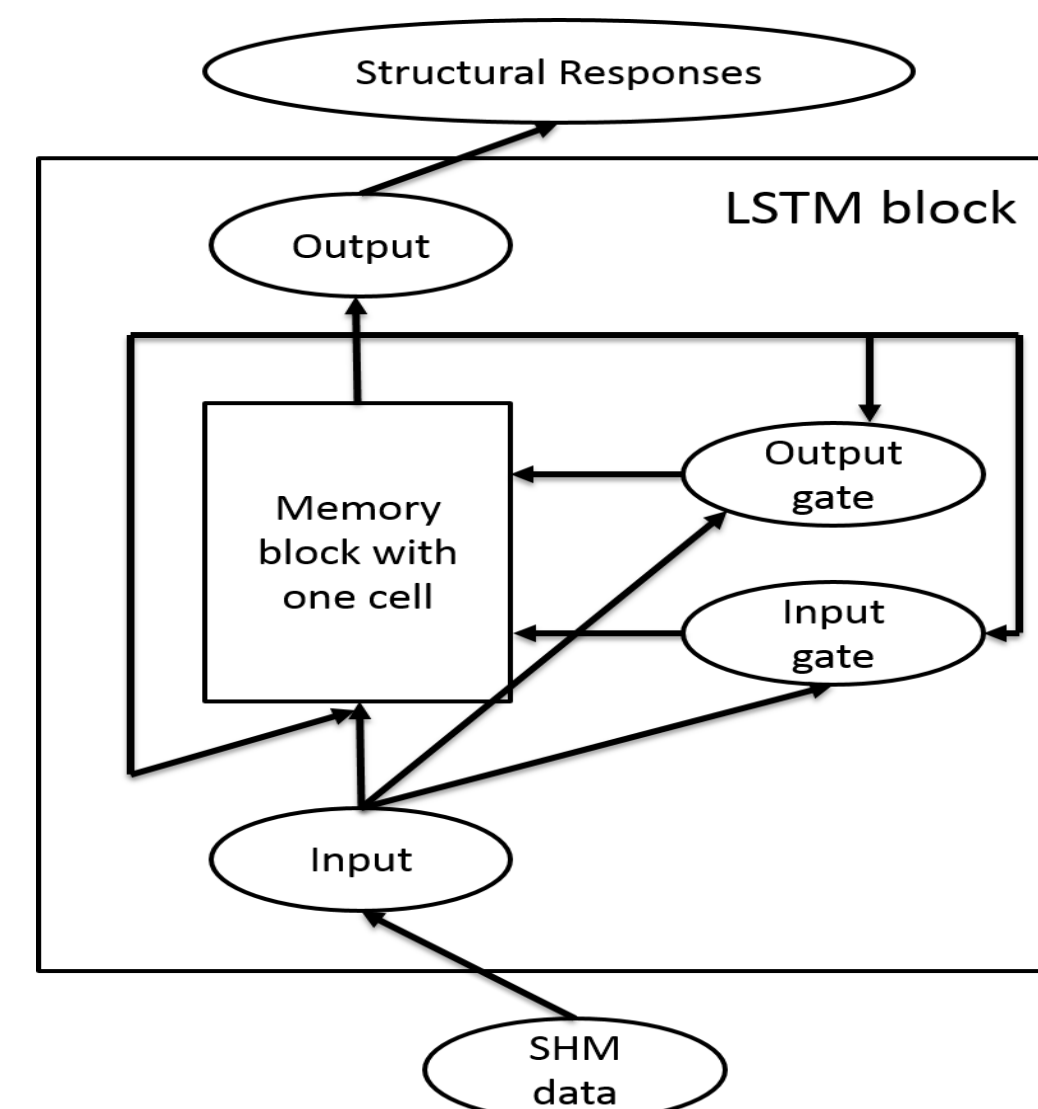 Structural Responses
LSTM block
Output
Output
gate
Memory
block with
one cell
Input
gate
Input
SHM
data